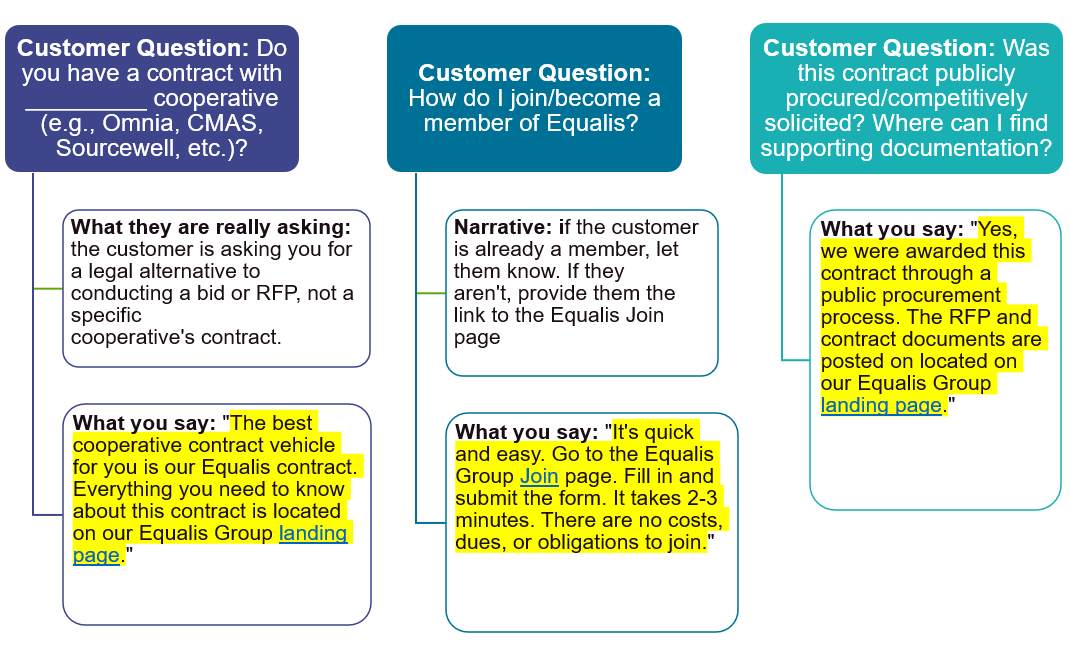 Customer Question: Do
you have a contract with
_________ cooperative
(e.g., Omnia, CMAS,
Sourcewell, etc.)?
What they are really asking:
the customer is asking you for
a legal alternative to
conducting a bid or RFP, not a
specific
cooperative's contract.
What you say: "The best
cooperative contract vehicle
for you is our Equalis contract.
Everything you need to know
about this contract is located
on our Equalis Group landing
page."
Customer Question:
How do I join/become a
member of Equalis?
Narrative: if the customer
is already a member, let
them know. If they
aren't, provide them the
link to the Equalis Join
page
What you say: "It's quick
and easy. Go to the Equalis
Group Join page. Fill in and
submit the form. It takes 2-3
minutes. There are no costs,
dues, or obligations to join."
Customer Question: Was
this contract publicly
procured/competitively
solicited? Where can I find
supporting documentation?
What you say: "Yes,
we were awarded this
contract through a
public procurement
process. The RFP and
contract documents are
posted on located on
our Equalis Group
landing page."